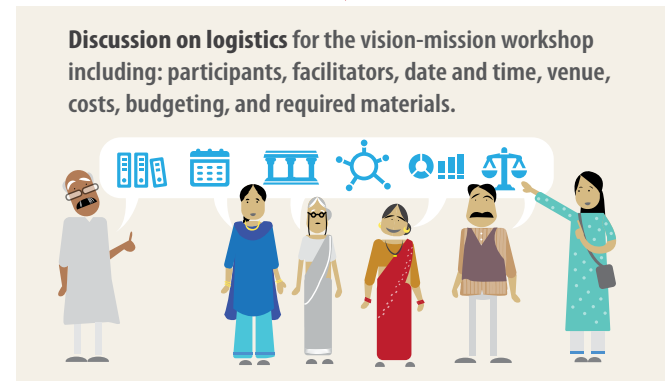 Discussion on logistics for the vision-mission workshop
including: participants, facilitators, date and time, venue,
costs, budgeting, and required materials.